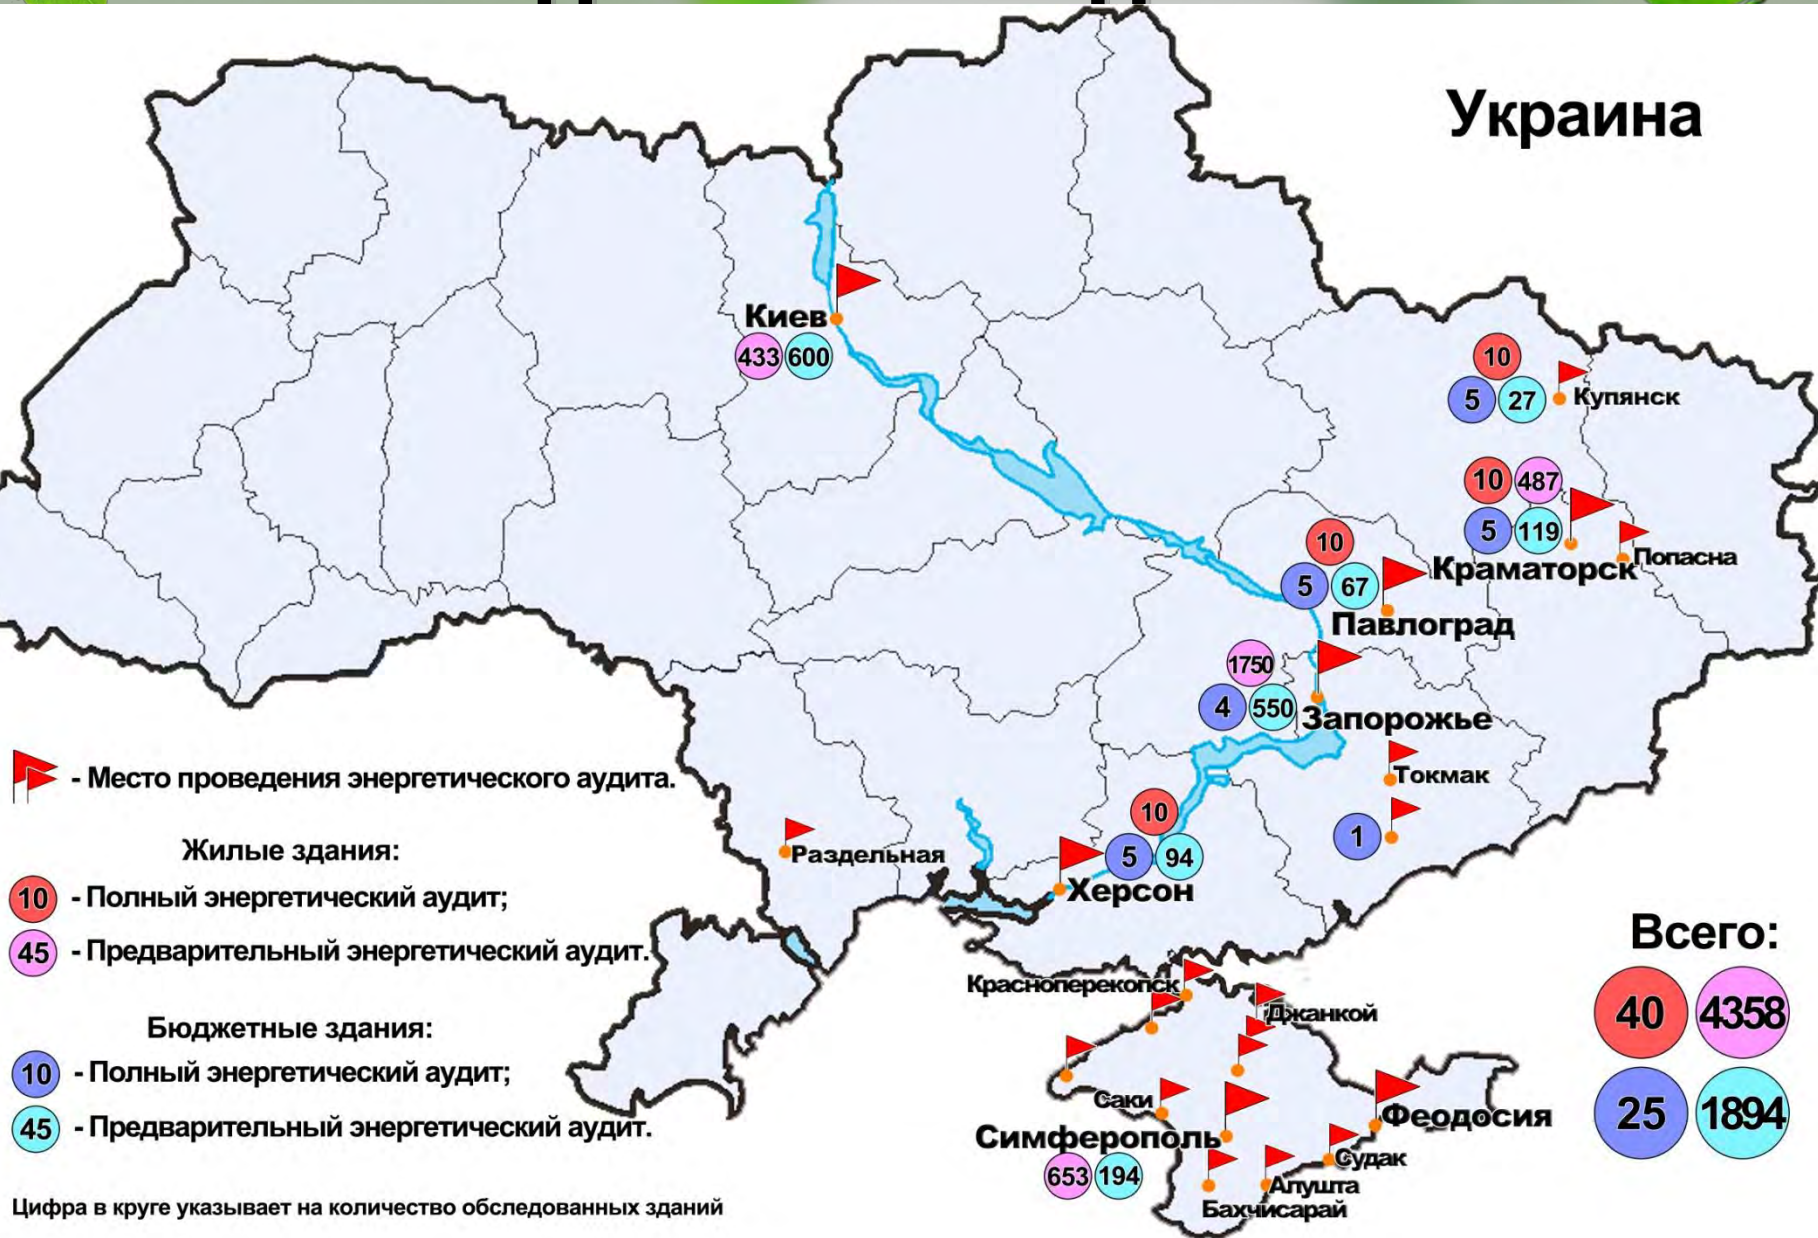 Украина
Киев
433 600
10
5 27
Купянск
10 487
5 119
Попасна
Краматорск
10
5 67
Павлоград
1750
4 550
Запорожье
Токмак
1
10
5 94
Херсон
Раздельная
- Место проведения энергетического аудита.
Жилые здания:
10 - Полный энергетический аудит;
45 - Предварительный энергетический аудит.
Бюджетные здания:
10 - Полный энергетический аудит;
45 - Предварительный энергетический аудит.
Цифра в круге указывает на количество обследованных зданий
Красноперекопск
Джанкой
Саки
Симферополь
653 194
Феодосия
Судак
Алушта
Бахчисарай
Всего:
40 4358
25 1894